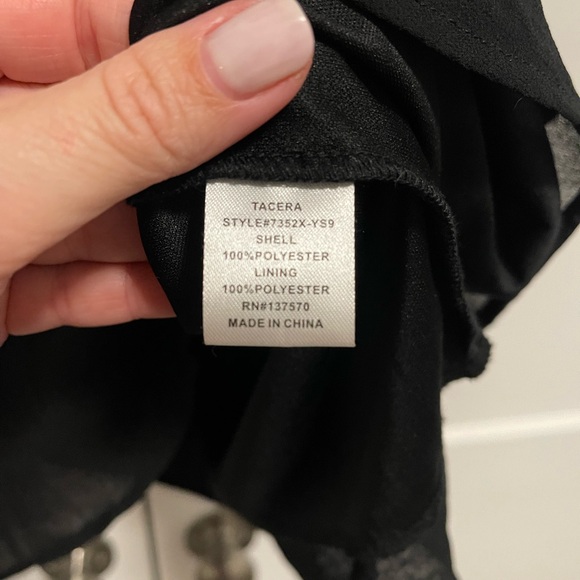 TACERA
STYLE#7352X-YS9
SHELL
100%POLYESTER
LINING
100%POLYESTER
RN#137570
MADE IN CHINA